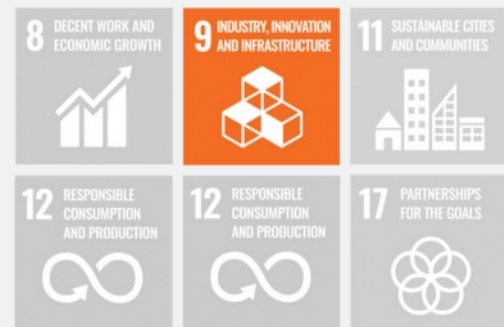 8 DECENT WORK AND
ECONOMIC GROWTH
9 INDUSTRY, INNOVATION
AND INFRASTRUCTURE
11 SUSTAINABLE CITIES
AND COMMUNITIES
12 RESPONSIBLE
CONSUMPTION
AND PRODUCTION
12 RESPONSIBLE
CONSUMPTION
AND PRODUCTION
17 PARTNERSHIPS
FOR THE GOALS